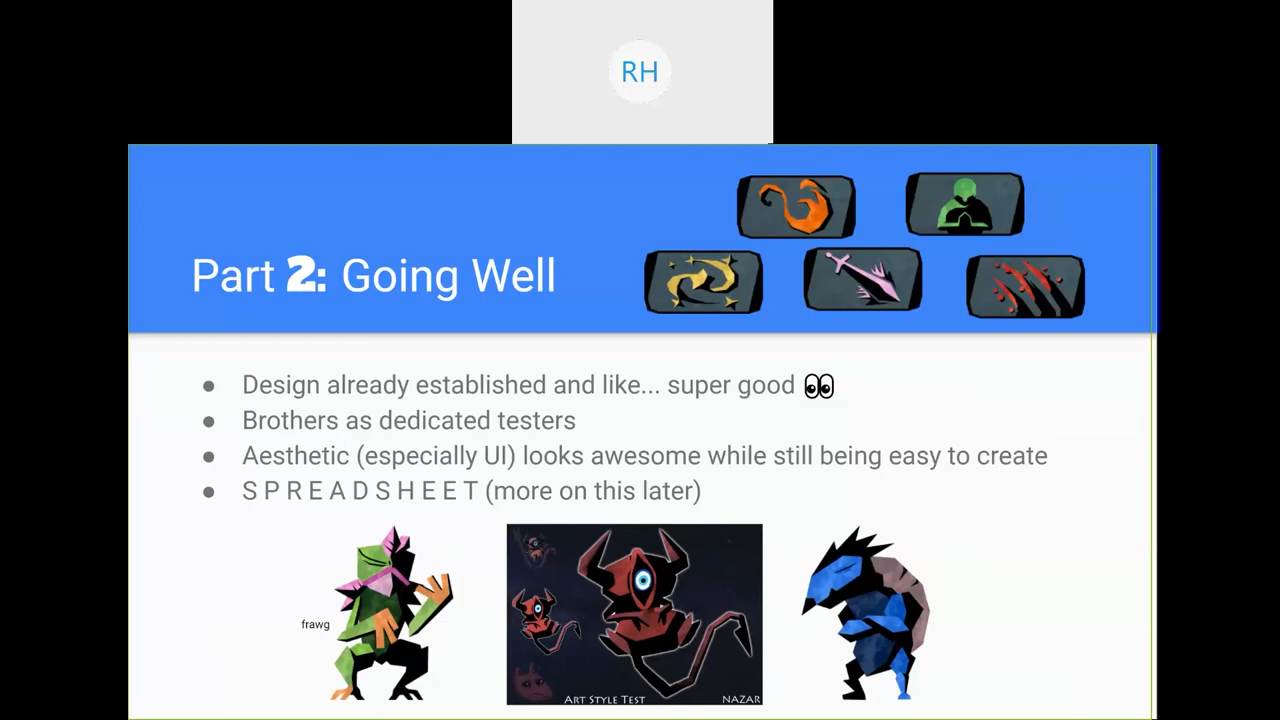 RH
Part 2: Going Well
● Design already established and like... super good 👀
● Brothers as dedicated testers
● Aesthetic (especially UI) looks awesome while still being easy to create
● S P R E A D S H E E T (more on this later)
frawg
ART STYLE TEST
NAZAR